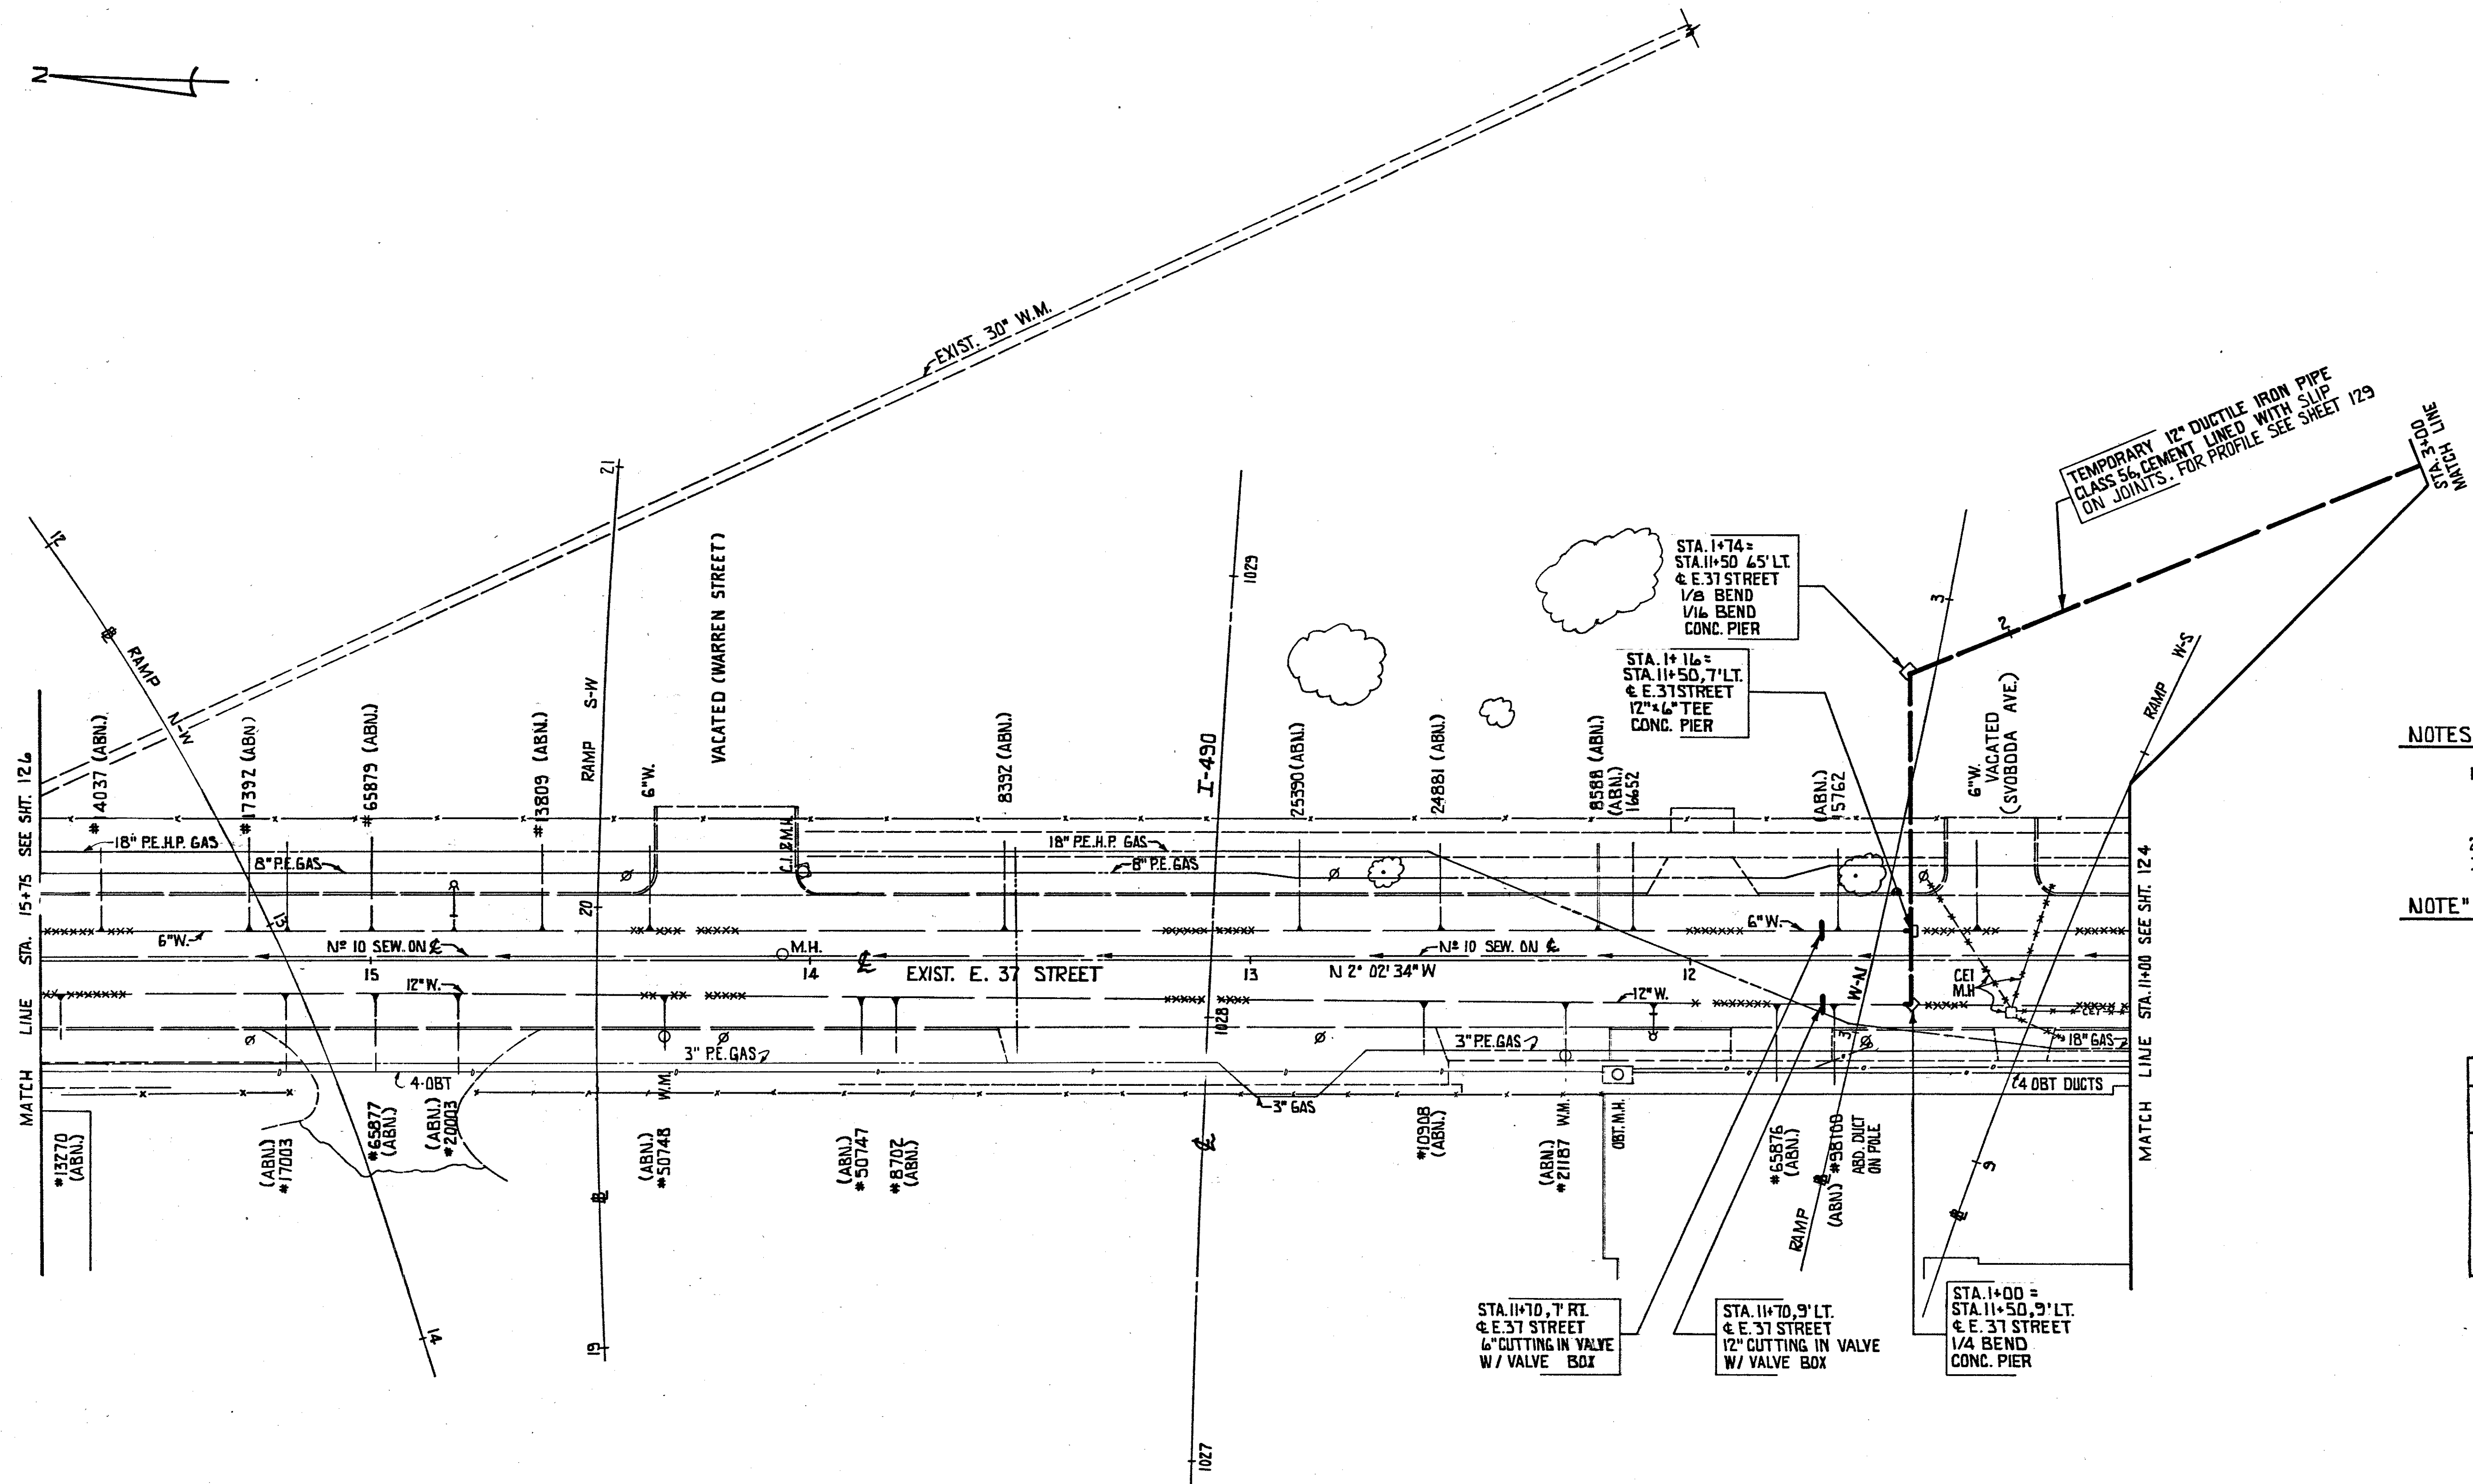 N
EXIST. 30" W.M.
TEMPORARY 12" DUCTILE IRON PIPE
CLASS 56, CEMENT LINED WITH SLIP
ON JOINTS. FOR PROFILE SEE SHEET 129
STA. 3+00
MATCH LINE
STA. 1+74=
STA. 11+50 65' LT.
℄ E. 37 STREET
1/8 BEND
1/16 BEND
CONC. PIER
STA. 1+16=
STA. 11+50, 7' LT.
℄ E. 37 STREET
12"x6" TEE
CONC. PIER
12
RAMP
N-W
13
14
21
RAMP S-W
20
19
VACATED (WARREN STREET)
I-490
1029
1028
1027
3
2
RAMP W-S
NOTES
NOTE"
MATCH LINE STA. 15+75 SEE SHT. 126
#14037 (ABN.)
#17392 (ABN)
#65879 (ABN.)
#13809 (ABN.)
6"W.
C.I. & M.H.
8392 (ABN.)
25390 (ABN.)
24881 (ABN.)
8588 (ABN.)
(ABN.)
16652
(ABN.)
15762
6"W.
VACATED
(SVOBODA AVE.)
18" P.E.H.P. GAS
8" P.E. GAS
18" P.E.H.P. GAS
8" P.E. GAS
6"W.
6"W.
Nº 10 SEW. ON ℄
M.H.
Nº 10 SEW. ON ℄
15
14
℄
EXIST. E. 37 STREET
13
N 2° 02' 34" W
12
12"W.
12"W.
W-N
3
CEI
M.H
CEI
18" GAS
3" P.E. GAS
3" P.E. GAS
4-OBT
3" GAS
4 OBT DUCTS
MATCH LINE STA. 11+00 SEE SHT. 124
#13270
(ABN.)
(ABN.)
#17003
#65877
(ABN.)
(ABN.)
#20003
W.M.
(ABN.)
#50748
(ABN.)
#50747
#8702
(ABN.)
℄
#10908
(ABN.)
(ABN.)
#21187 W.M.
OBT. M.H.
#65876
(ABN.)
(ABN) #98109
ABD. DUCT
ON POLE
RAMP
9
STA. 11+70, 7' RT.
℄ E. 37 STREET
6" CUTTING IN VALVE
W/ VALVE BOX
STA. 11+70, 9' LT.
℄ E. 37 STREET
12" CUTTING IN VALVE
W/ VALVE BOX
STA. 1+00 =
STA. 11+50, 9' LT.
℄ E. 37 STREET
1/4 BEND
CONC. PIER